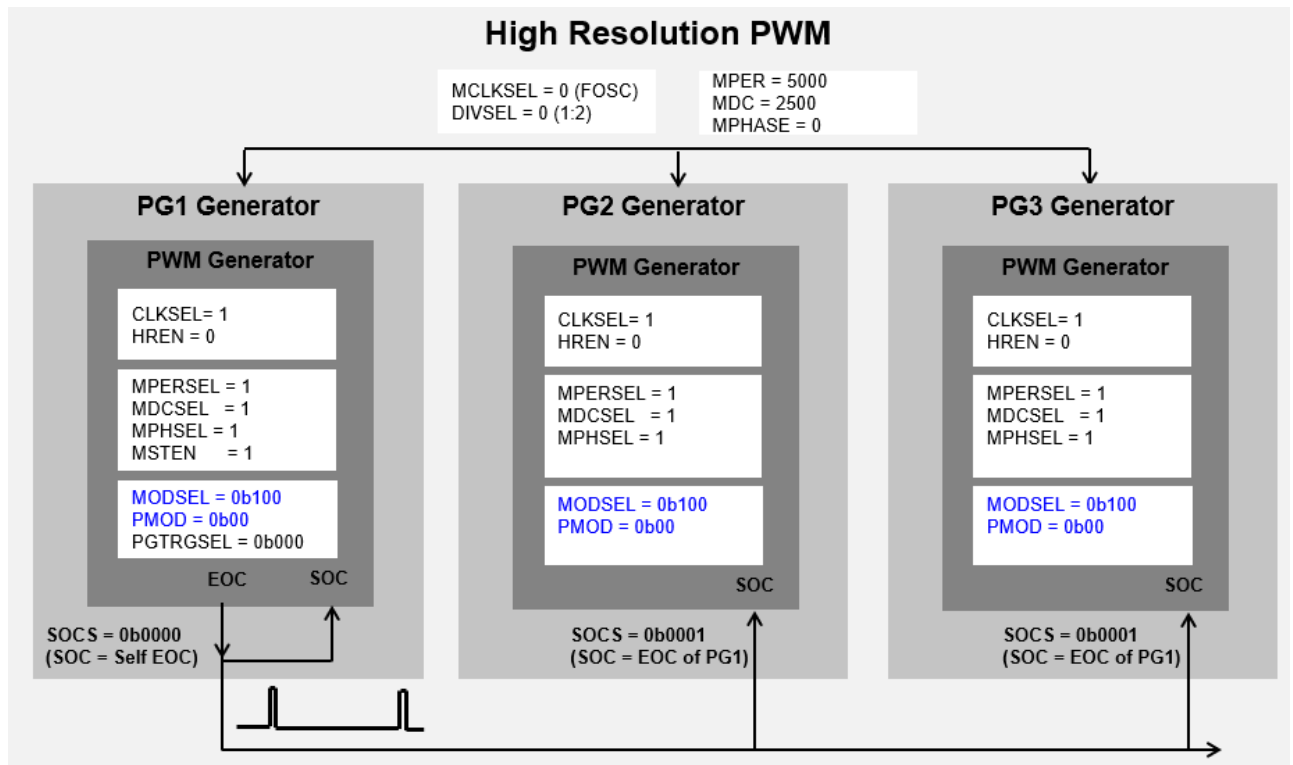 High Resolution PWM
MCLKSEL = 0 (FOSC)
DIVSEL = 0 (1:2)
MPER = 5000
MDC = 2500
MPHASE = 0
PG1 Generator
PWM Generator
CLKSEL= 1
HREN = 0
MPERSEL = 1
MDCSEL = 1
MPHSEL = 1
MSTEN = 1
MODSEL = 0b100
PMOD = 0b00
PGTRGSEL = 0b000
EOC
SOC
SOCS = 0b0000
(SOC = Self EOC)
PG2 Generator
PWM Generator
CLKSEL= 1
HREN = 0
MPERSEL = 1
MDCSEL = 1
MPHSEL = 1
MODSEL = 0b100
PMOD = 0b00
SOC
SOCS = 0b0001
(SOC = EOC of PG1)
PG3 Generator
PWM Generator
CLKSEL= 1
HREN = 0
MPERSEL = 1
MDCSEL = 1
MPHSEL = 1
MODSEL = 0b100
PMOD = 0b00
SOC
SOCS = 0b0001
(SOC = EOC of PG1)